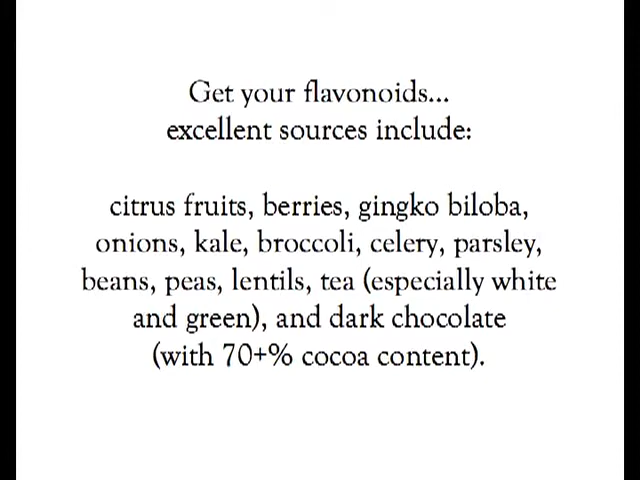 Get your flavonoids...
excellent sources include:
citrus fruits, berries, gingko biloba,
onions, kale, broccoli, celery, parsley,
beans, peas, lentils, tea (especially white
and green), and dark chocolate
(with 70+% cocoa content).